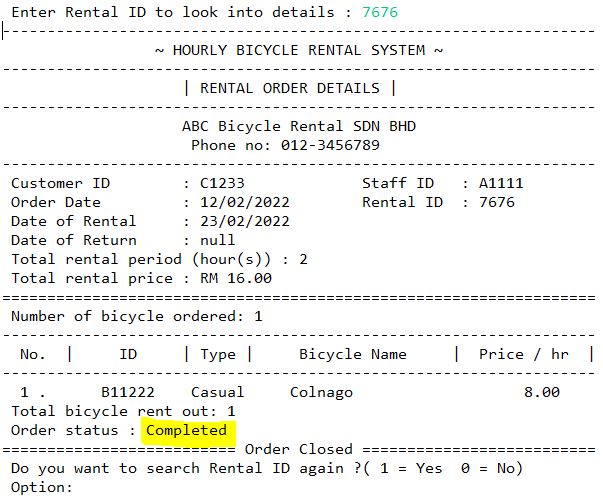 Enter Rental ID to look into details : 7676
------------------------------------------------------------------
~ HOURLY BICYCLE RENTAL SYSTEM ~
------------------------------------------------------------------
| RENTAL ORDER DETAILS |
------------------------------------------------------------------
ABC Bicycle Rental SDN BHD
Phone no: 012-3456789
------------------------------------------------------------------
Customer ID : C1233 Staff ID : A1111
Order Date : 12/02/2022 Rental ID : 7676
Date of Rental : 23/02/2022
Date of Return : null
Total rental period (hour(s)) : 2
Total rental price : RM 16.00
==================================================================
Number of bicycle ordered: 1
------------------------------------------------------------------
No. | ID | Type | Bicycle Name | Price / hr |
------------------------------------------------------------------
1 . B11222 Casual Colnago 8.00
Total bicycle rent out: 1
Order status : Completed
========================== Order Closed ==========================
Do you want to search Rental ID again ?( 1 = Yes 0 = No)
Option: